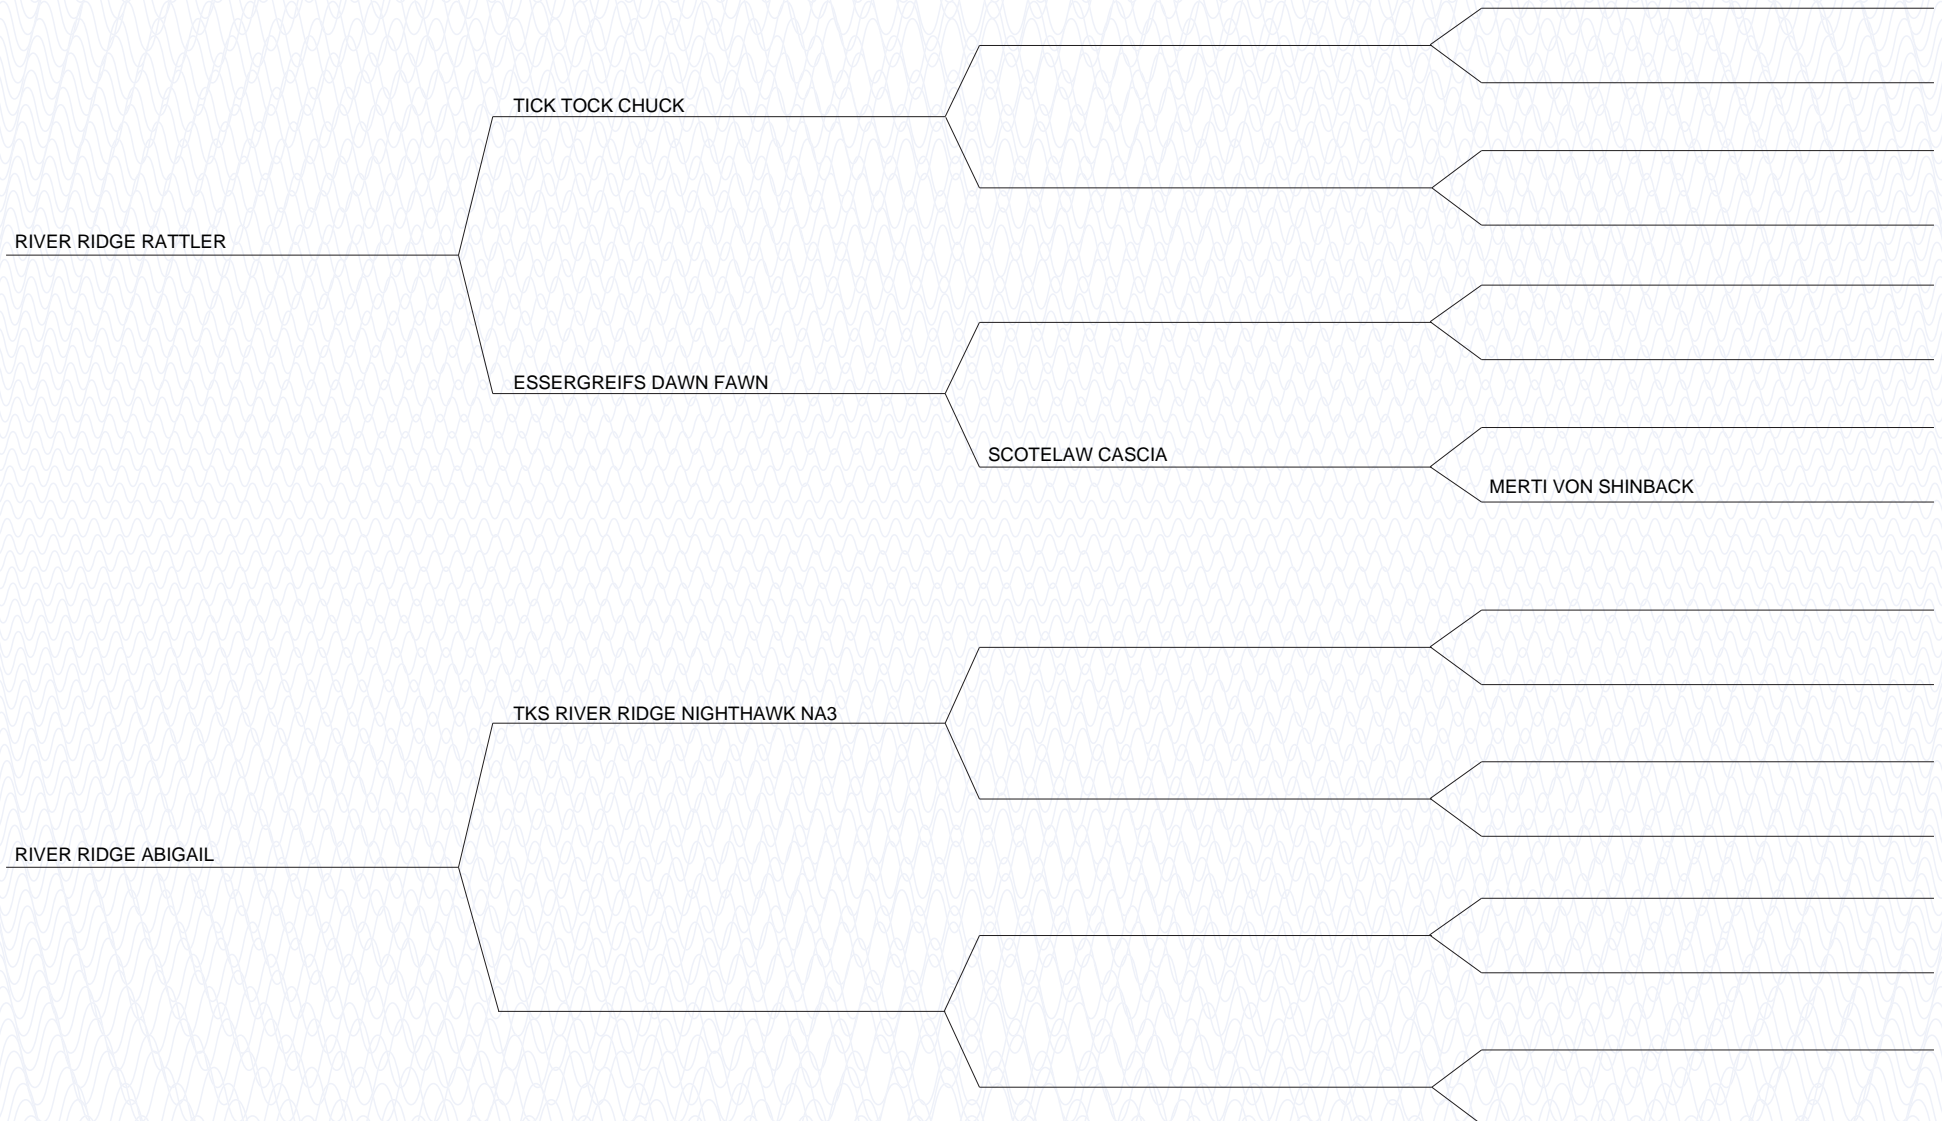 TICK TOCK CHUCK
RIVER RIDGE RATTLER
ESSERGREIFS DAWN FAWN
SCOTELAW CASCIA
MERTI VON SHINBACK
TKS RIVER RIDGE NIGHTHAWK NA3
RIVER RIDGE ABIGAIL